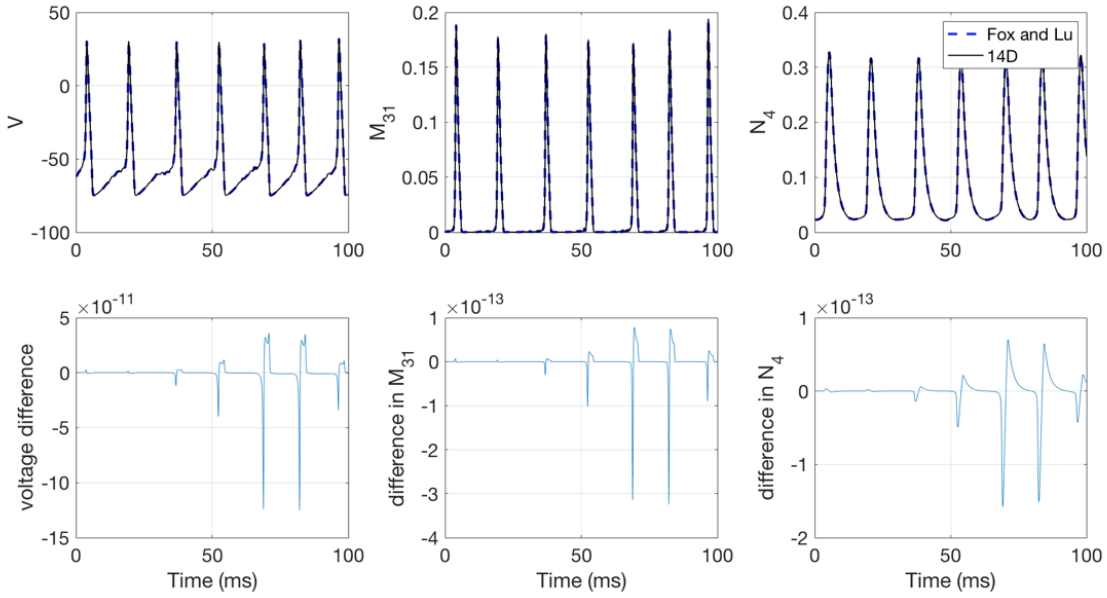 50
0
-50
-100
V
0 50 100
0.2
0.15
0.1
0.05
0
M31
0 50 100
0.4
0.3
0.2
0.1
0
N4
0 50 100
Fox and Lu
14D
×10-11
5
0
-5
-10
-15
voltage difference
0 50 100
Time (ms)
×10-13
1
0
-1
-2
-3
-4
difference in M31
0 50 100
Time (ms)
×10-13
1
0
-1
-2
difference in N4
0 50 100
Time (ms)